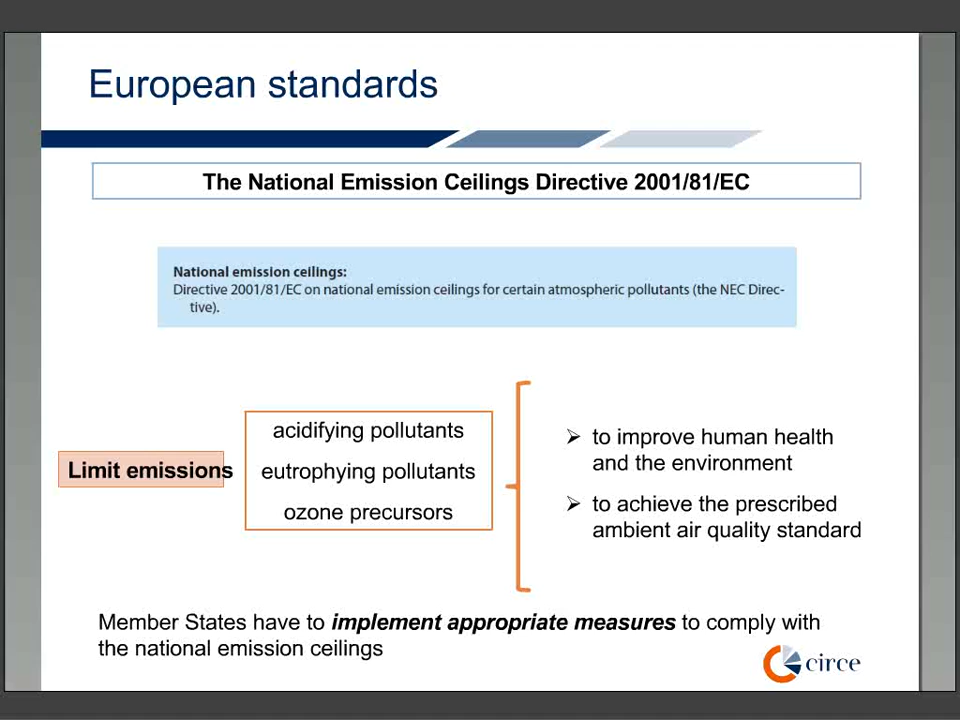 European standards
The National Emission Ceilings Directive 2001/81/EC
National emission ceilings:
Directive 2001/81/EC on national emission ceilings for certain atmospheric pollutants (the NEC Direc-
tive).
Limit emissions
acidifying pollutants
eutrophying pollutants
ozone precursors
to improve human health
and the environment
to achieve the prescribed
ambient air quality standard
Member States have to implement appropriate measures to comply with
the national emission ceilings
circe